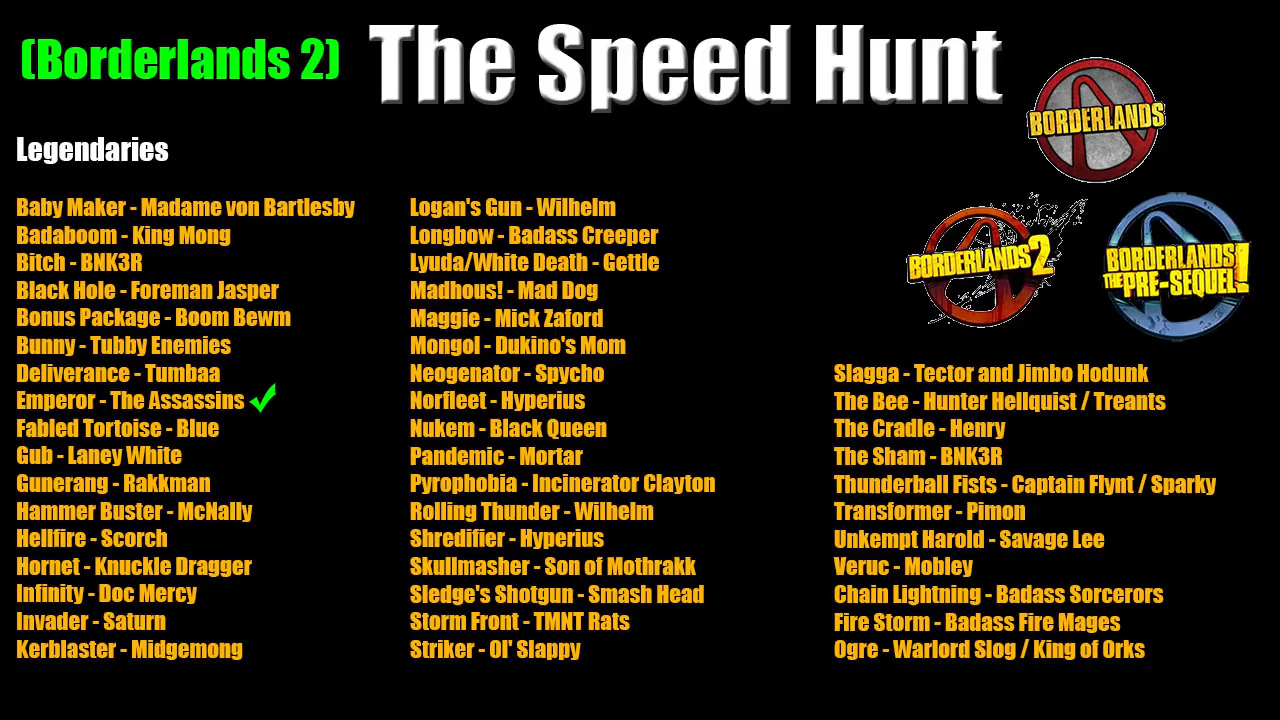 (Borderlands 2)
The Speed Hunt
BORDERLANDS
BORDERLANDS 2
BORDERLANDS
THE PRE-SEQUEL!
Legendaries
Baby Maker - Madame von Bartlesby
Badaboom - King Mong
Bitch - BNK3R
Black Hole - Foreman Jasper
Bonus Package - Boom Bewm
Bunny - Tubby Enemies
Deliverance - Tumbaa
Emperor - The Assassins
Fabled Tortoise - Blue
Gub - Laney White
Gunerang - Rakkman
Hammer Buster - McNally
Hellfire - Scorch
Hornet - Knuckle Dragger
Infinity - Doc Mercy
Invader - Saturn
Kerblaster - Midgemong
Logan's Gun - Wilhelm
Longbow - Badass Creeper
Lyuda/White Death - Gettle
Madhous! - Mad Dog
Maggie - Mick Zaford
Mongol - Dukino's Mom
Neogenator - Spycho
Norfleet - Hyperius
Nukem - Black Queen
Pandemic - Mortar
Pyrophobia - Incinerator Clayton
Rolling Thunder - Wilhelm
Shredifier - Hyperius
Skullmasher - Son of Mothrakk
Sledge's Shotgun - Smash Head
Storm Front - TMNT Rats
Striker - Ol' Slappy
Slagga - Tector and Jimbo Hodunk
The Bee - Hunter Hellquist / Treants
The Cradle - Henry
The Sham - BNK3R
Thunderball Fists - Captain Flynt / Sparky
Transformer - Pimon
Unkempt Harold - Savage Lee
Veruc - Mobley
Chain Lightning - Badass Sorcerors
Fire Storm - Badass Fire Mages
Ogre - Warlord Slog / King of Orks